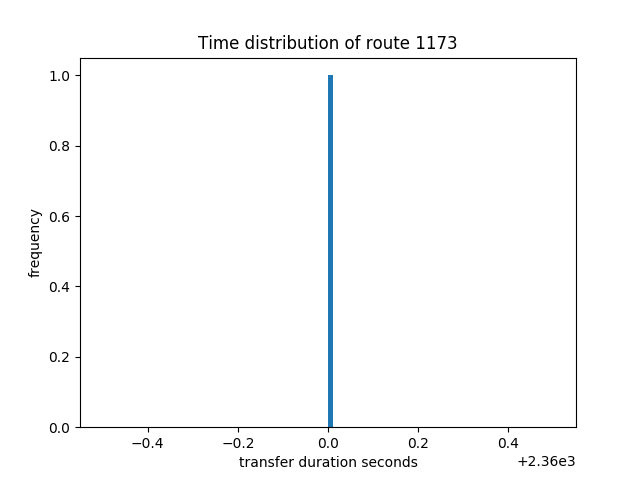 Time distribution of route 1173
1.0
0.8
0.6
0.4
0.2
0.0
frequency
−0.4 −0.2 0.0 0.2 0.4
transfer duration seconds
+2.36e3